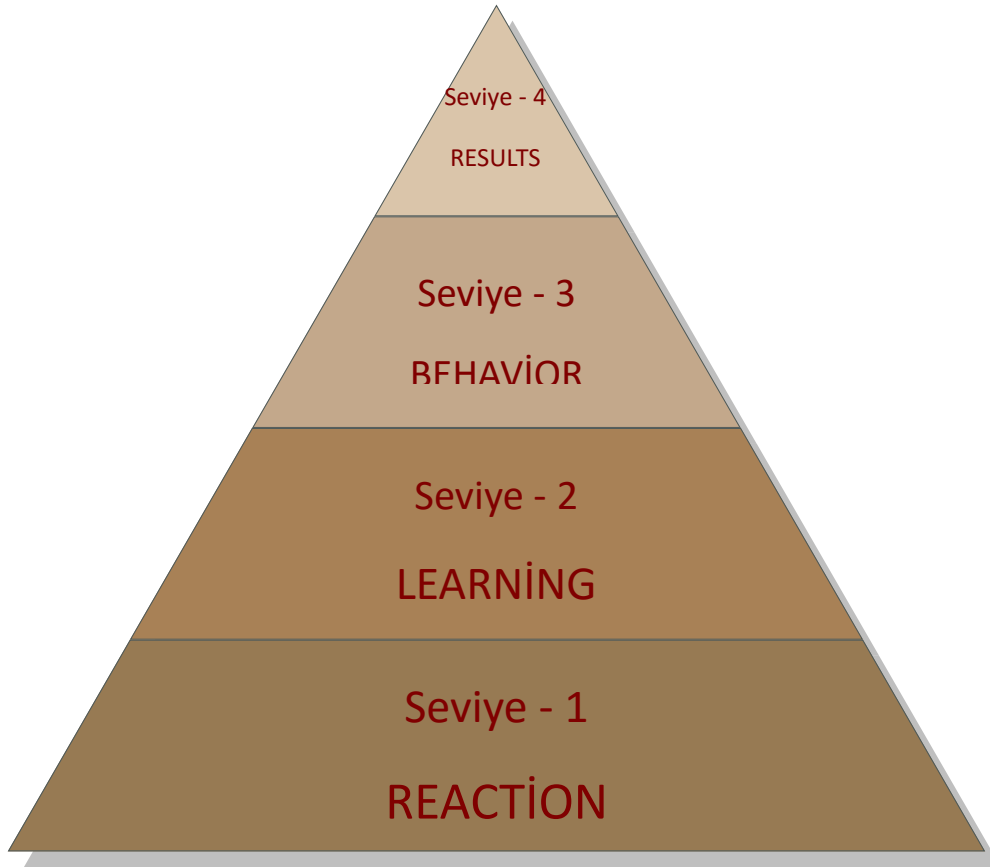 Seviye - 4
RESULTS
Seviye - 3
BEHAVİOR
Seviye - 2
LEARNİNG
Seviye - 1
REACTİON